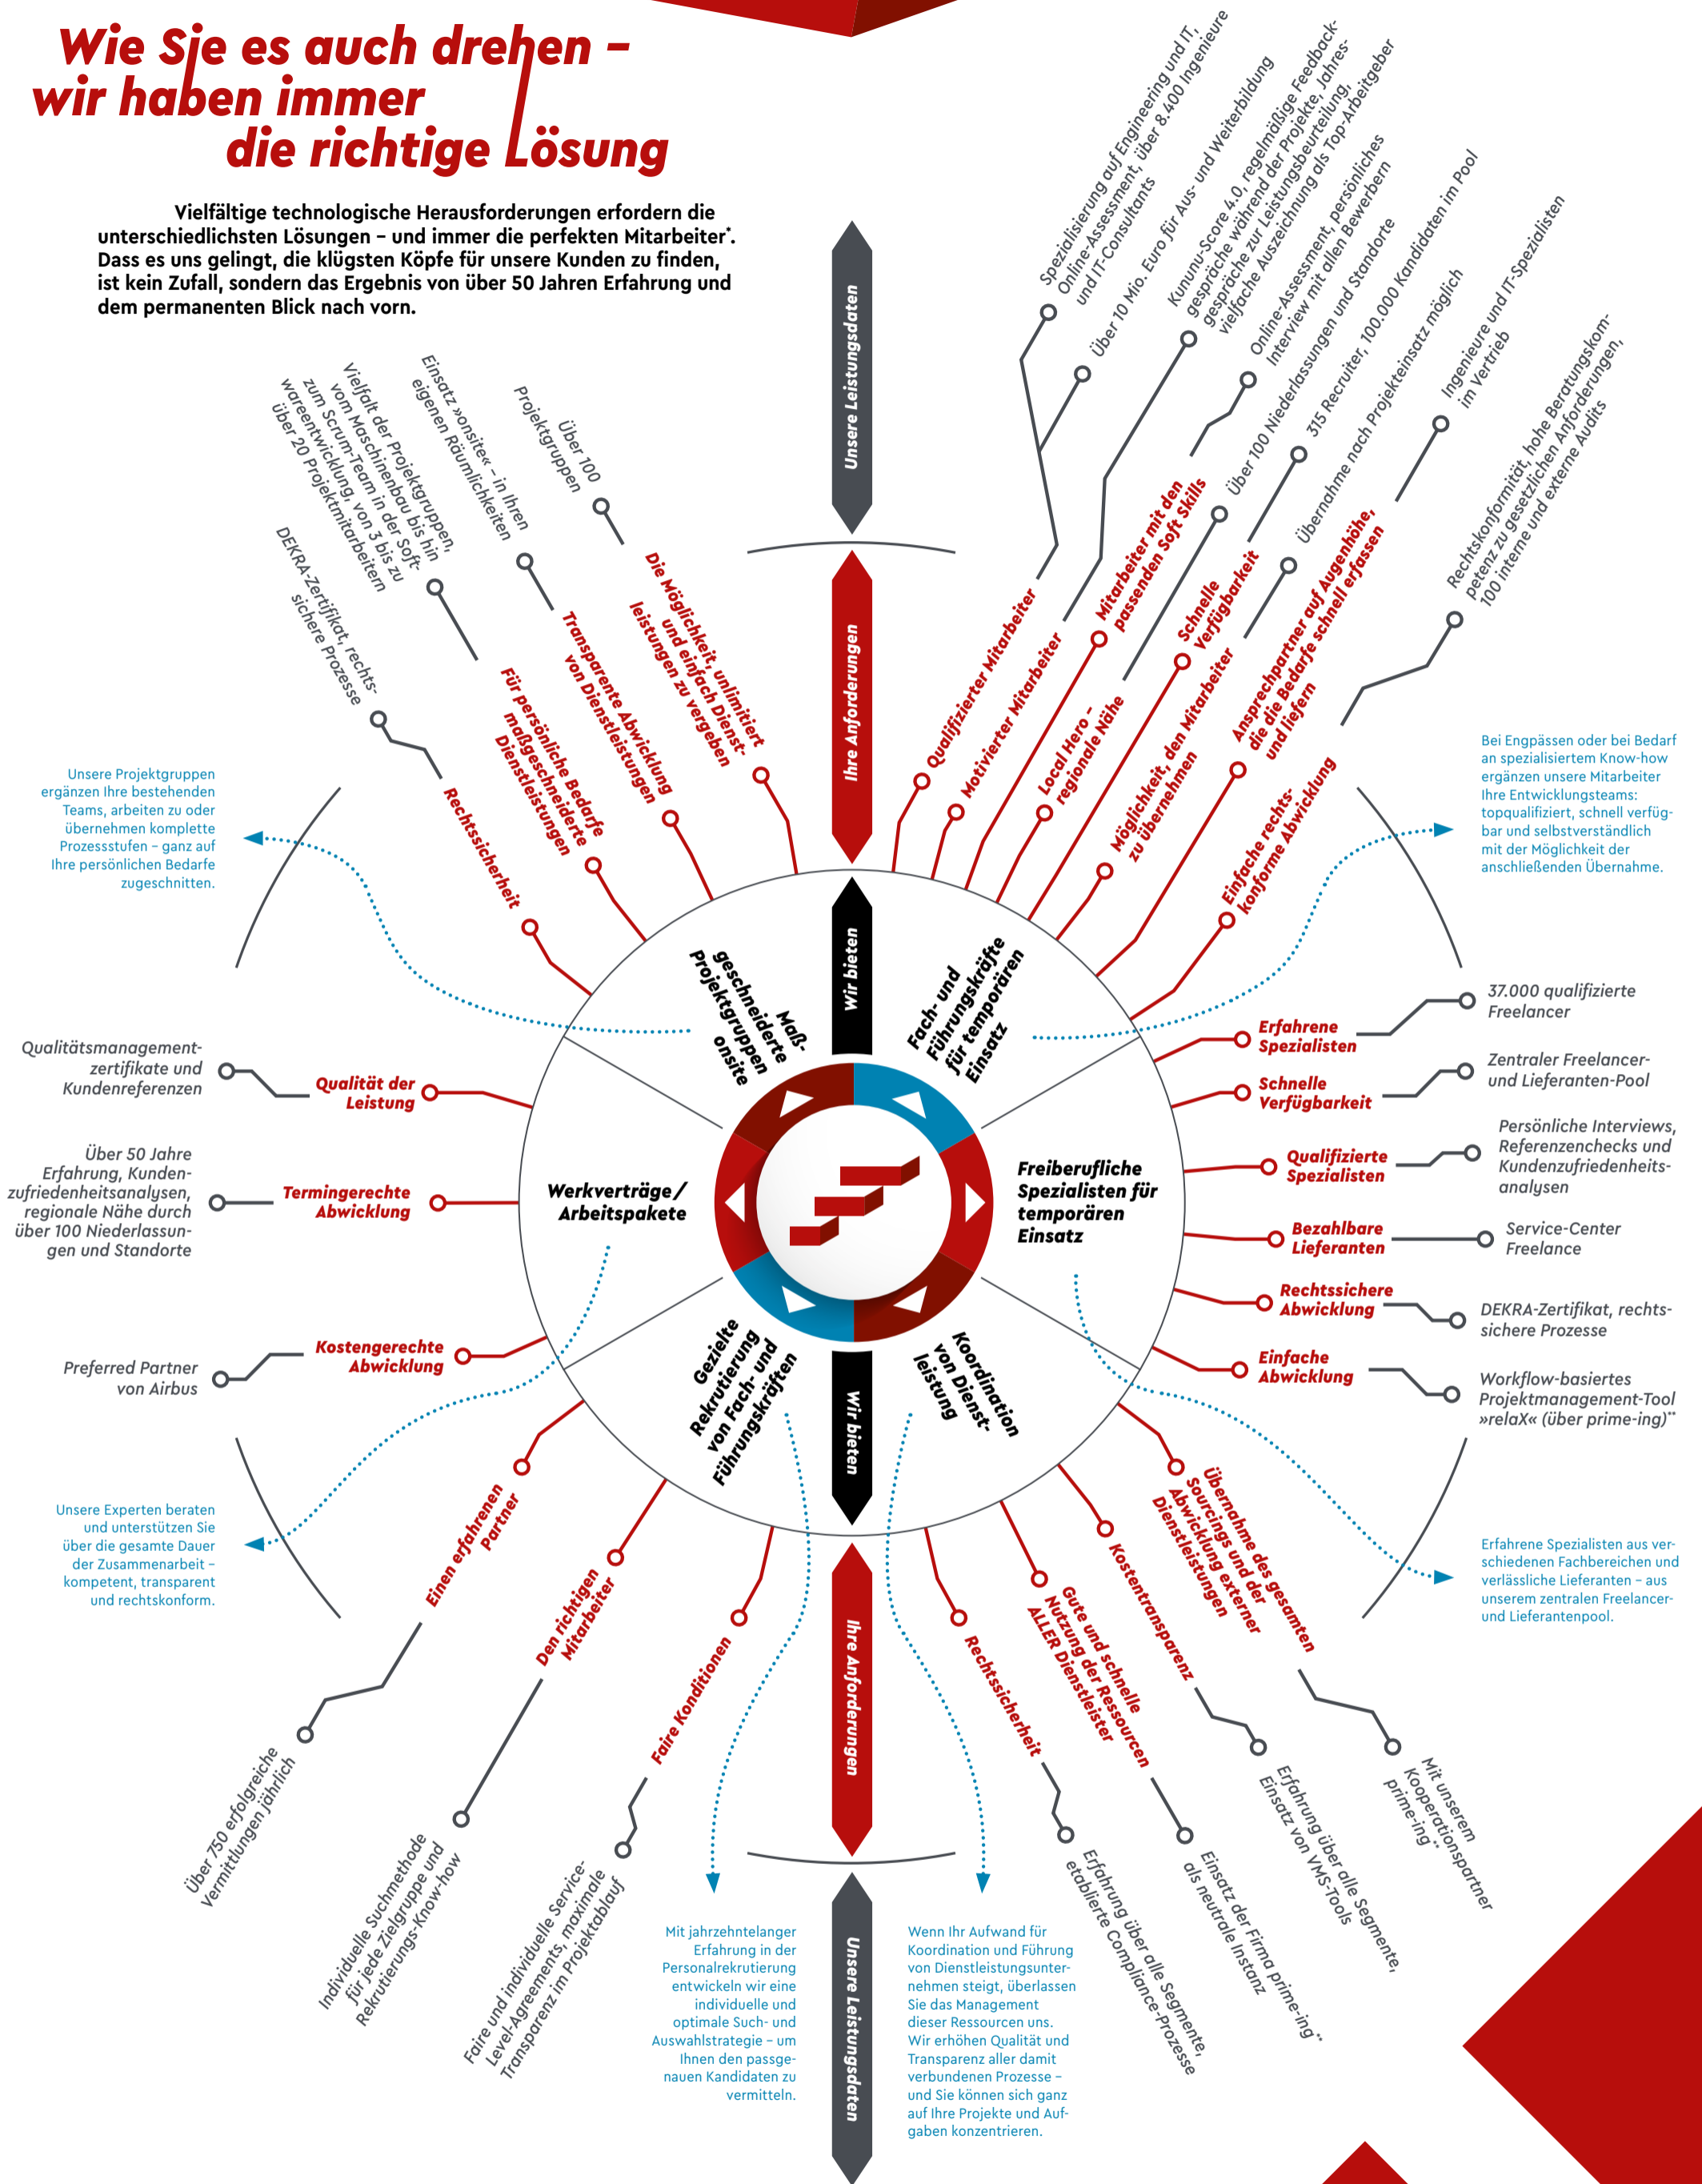 Wie Sie es auch drehen –
wir haben immer
die richtige Lösung
Vielfältige technologische Herausforderungen erfordern die
unterschiedlichsten Lösungen – und immer die perfekten Mitarbeiter*.
Dass es uns gelingt, die klügsten Köpfe für unsere Kunden zu finden,
ist kein Zufall, sondern das Ergebnis von über 50 Jahren Erfahrung und
dem permanenten Blick nach vorn.
Unsere Leistungsdaten
Ihre Anforderungen
Wir bieten
Fach- und
Führungskräfte
für temporären
Einsatz
Qualifizierter Mitarbeiter
Spezialisierung auf Engineering und IT,
Online-Assessment, über 8.400 Ingenieure
und IT-Consultants
Über 10 Mio. Euro für Aus- und Weiterbildung
Motivierter Mitarbeiter
Kununu-Score 4.0, regelmäßige Feedback-
gespräche während der Projekte, Jahres-
gespräche zur Leistungsbeurteilung,
vielfache Auszeichnung als Top-Arbeitgeber
Mitarbeiter mit den
passenden Soft Skills
Online-Assessment, persönliches
Interview mit allen Bewerbern
Local Hero –
regionale Nähe
Über 100 Niederlassungen und Standorte
Schnelle
Verfügbarkeit
315 Recruiter, 100.000 Kandidaten im Pool
Möglichkeit, den Mitarbeiter
zu übernehmen
Übernahme nach Projekteinsatz möglich
Ansprechpartner auf Augenhöhe,
die die Bedarfe schnell erfassen
und liefern
Ingenieure und IT-Spezialisten
im Vertrieb
Einfache rechts-
konforme Abwicklung
Rechtskonformität, hohe Beratungskom-
petenz zu gesetzlichen Anforderungen,
100 interne und externe Audits
Bei Engpässen oder bei Bedarf
an spezialisiertem Know-how
ergänzen unsere Mitarbeiter
Ihre Entwicklungsteams:
topqualifiziert, schnell verfüg-
bar und selbstverständlich
mit der Möglichkeit der
anschließenden Übernahme.
Freiberufliche
Spezialisten für
temporären
Einsatz
Erfahrene
Spezialisten
37.000 qualifizierte
Freelancer
Schnelle
Verfügbarkeit
Zentraler Freelancer-
und Lieferanten-Pool
Qualifizierte
Spezialisten
Persönliche Interviews,
Referenzenchecks und
Kundenzufriedenheits-
analysen
Bezahlbare
Lieferanten
Service-Center
Freelance
Rechtssichere
Abwicklung
DEKRA-Zertifikat, rechts-
sichere Prozesse
Einfache
Abwicklung
Workflow-basiertes
Projektmanagement-Tool
»relaX« (über prime-ing)**
Erfahrene Spezialisten aus ver-
schiedenen Fachbereichen und
verlässliche Lieferanten – aus
unserem zentralen Freelancer-
und Lieferantenpool.
Koordination
von Dienst-
leistung
Übernahme des gesamten
Sourcings und der
Abwicklung externer
Dienstleistungen
Mit unserem
Kooperationspartner
prime-ing**
Kostentransparenz
Erfahrung über alle Segmente,
Einsatz von VMS-Tools
Gute und schnelle
Nutzung der Ressourcen
ALLER Dienstleister
Einsatz der Firma prime-ing**
als neutrale Instanz
Rechtssicherheit
Erfahrung über alle Segmente,
etablierte Compliance-Prozesse
Wenn Ihr Aufwand für
Koordination und Führung
von Dienstleistungsunter-
nehmen steigt, überlassen
Sie das Management
dieser Ressourcen uns.
Wir erhöhen Qualität und
Transparenz aller damit
verbundenen Prozesse –
und Sie können sich ganz
auf Ihre Projekte und Auf-
gaben konzentrieren.
Wir bieten
Ihre Anforderungen
Unsere Leistungsdaten
Gezielte
Rekrutierung
von Fach- und
Führungskräften
Faire Konditionen
Faire und individuelle Service-
Level-Agreements, maximale
Transparenz im Projektablauf
Den richtigen
Mitarbeiter
Individuelle Suchmethode
für jede Zielgruppe und
Rekrutierungs-Know-how
Einen erfahrenen
Partner
Über 750 erfolgreiche
Vermittlungen jährlich
Mit jahrzehntelanger
Erfahrung in der
Personalrekrutierung
entwickeln wir eine
individuelle und
optimale Such- und
Auswahlstrategie – um
Ihnen den passge-
nauen Kandidaten zu
vermitteln.
Werkverträge/
Arbeitspakete
Kostengerechte
Abwicklung
Preferred Partner
von Airbus
Termingerechte
Abwicklung
Über 50 Jahre
Erfahrung, Kunden-
zufriedenheitsanalysen,
regionale Nähe durch
über 100 Niederlassun-
gen und Standorte
Qualität der
Leistung
Qualitätsmanagement-
zertifikate und
Kundenreferenzen
Unsere Experten beraten
und unterstützen Sie
über die gesamte Dauer
der Zusammenarbeit –
kompetent, transparent
und rechtskonform.
Maß-
geschneiderte
Projektgruppen
onsite
Rechtssicherheit
DEKRA-Zertifikat, rechts-
sichere Prozesse
Für persönliche Bedarfe
maßgeschneiderte
Dienstleistungen
Vielfalt der Projektgruppen,
vom Maschinenbau bis hin
zum Scrum-Team in der Soft-
wareentwicklung, von 3 bis zu
über 20 Projektmitarbeitern
Transparente Abwicklung
von Dienstleistungen
Einsatz »onsite« – in Ihren
eigenen Räumlichkeiten
Die Möglichkeit, unlimitiert
und einfach Dienst-
leistungen zu vergeben
Über 100
Projektgruppen
Unsere Projektgruppen
ergänzen Ihre bestehenden
Teams, arbeiten zu oder
übernehmen komplette
Prozessstufen – ganz auf
Ihre persönlichen Bedarfe
zugeschnitten.